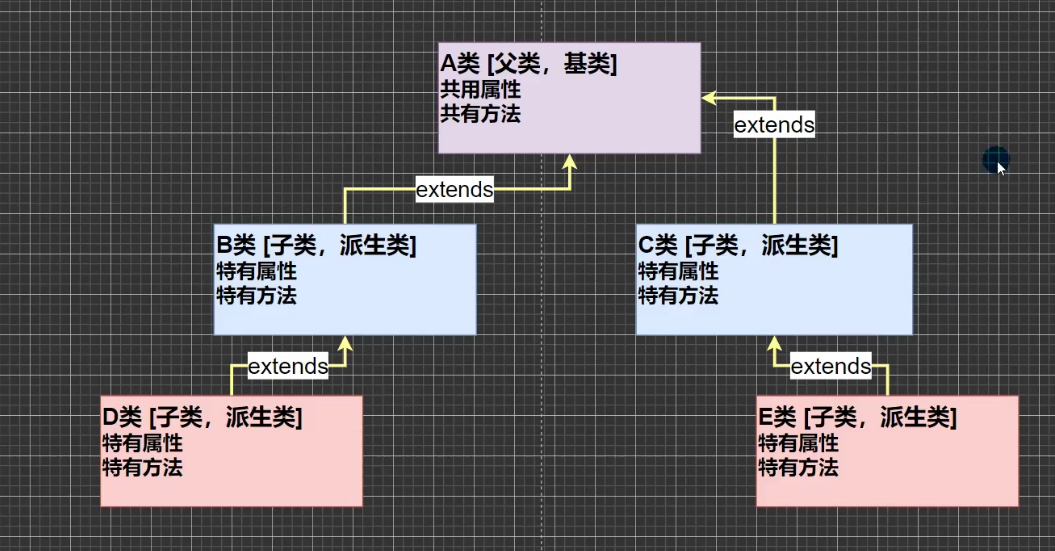 A类 [父类，基类]
共用属性
共有方法
extends
extends
B类 [子类，派生类]
特有属性
特有方法
C类 [子类，派生类]
特有属性
特有方法
extends
extends
D类 [子类，派生类]
特有属性
特有方法
E类 [子类，派生类]
特有属性
特有方法